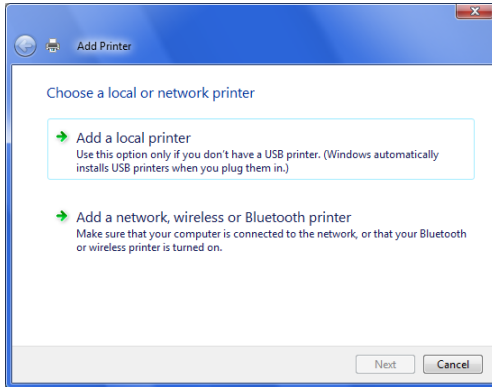 Add Printer
Choose a local or network printer
Add a local printer
Use this option only if you don't have a USB printer. (Windows automatically
installs USB printers when you plug them in.)
Add a network, wireless or Bluetooth printer
Make sure that your computer is connected to the network, or that your Bluetooth
or wireless printer is turned on.
Next Cancel